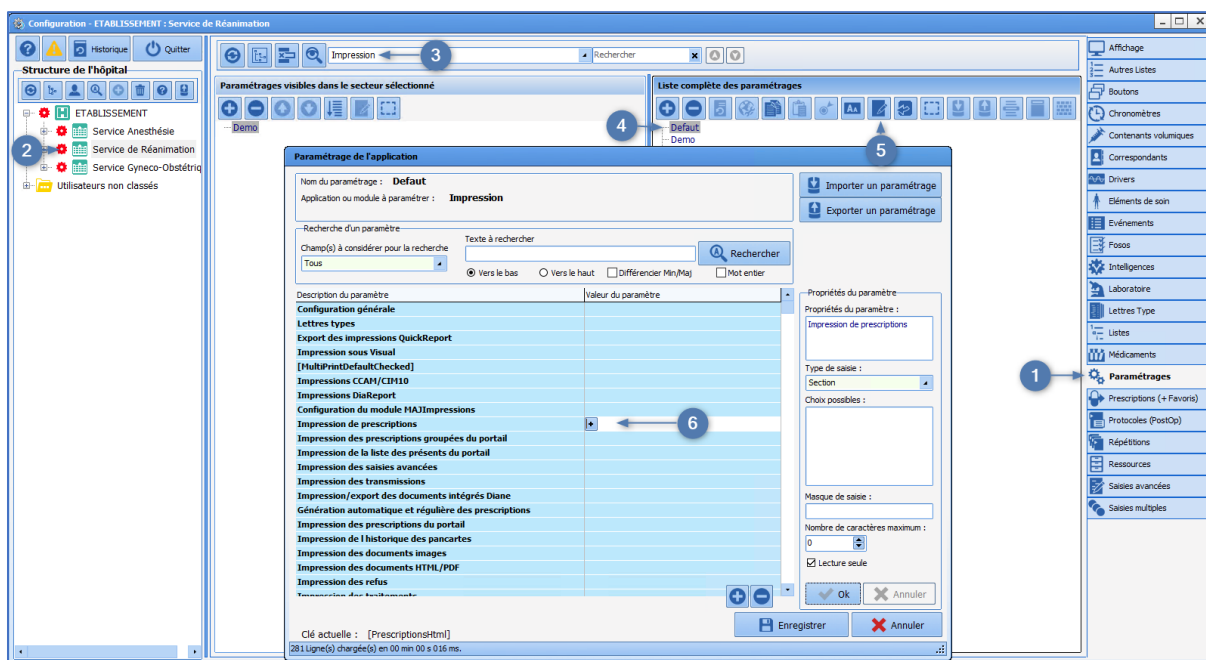 Configuration - ETABLISSEMENT : Service de Réanimation
Historique
Quitter
Structure de l'hôpital
ETABLISSEMENT
Service Anesthésie
2
Service de Réanimation
Service Gyneco-Obstétriq
Utilisateurs non classés
Impression
3
Rechercher
Paramétrages visibles dans le secteur sélectionné
Demo
Liste complète des paramétrages
4
Defaut
Demo
5
Paramétrage de l'application
Nom du paramétrage : Defaut
Application ou module à paramétrer : Impression
Importer un paramétrage
Exporter un paramétrage
Recherche d'un paramètre
Champ(s) à considérer pour la recherche
Tous
Texte à rechercher
Rechercher
Vers le bas
Vers le haut
Différencier Min/Maj
Mot entier
Description du paramètre
Valeur du paramètre
Configuration générale
Lettres types
Export des impressions QuickReport
Impression sous Visual
[MultiPrintDefaultChecked]
Impressions CCAM/CIM10
Impressions DiaReport
Configuration du module MAJImpressions
Impression de prescriptions
6
Impression des prescriptions groupées du portail
Impression de la liste des présents du portail
Impression des saisies avancées
Impression des transmissions
Impression/export des documents intégrés Diane
Génération automatique et régulière des prescriptions
Impression des prescriptions du portail
Impression de l historique des pancartes
Impression des documents images
Impression des documents HTML/PDF
Impression des refus
Impression des traitements
Propriétés du paramètre
Propriétés du paramètre :
Impression de prescriptions
Type de saisie :
Section
Choix possibles :
Masque de saisie :
Nombre de caractères maximum :
0
Lecture seule
Ok
Annuler
Enregistrer
Annuler
Clé actuelle : [PrescriptionsHtml]
281 Ligne(s) chargée(s) en 00 min 00 s 016 ms.
Affichage
Autres Listes
Boutons
Chronomètres
Contenants volumiques
Correspondants
Drivers
Eléments de soin
Evénements
Fosos
Intelligences
Laboratoire
Lettres Type
Listes
Médicaments
1
Paramétrages
Prescriptions (+ Favoris)
Protocoles (PostOp)
Répétitions
Ressources
Saisies avancées
Saisies multiples